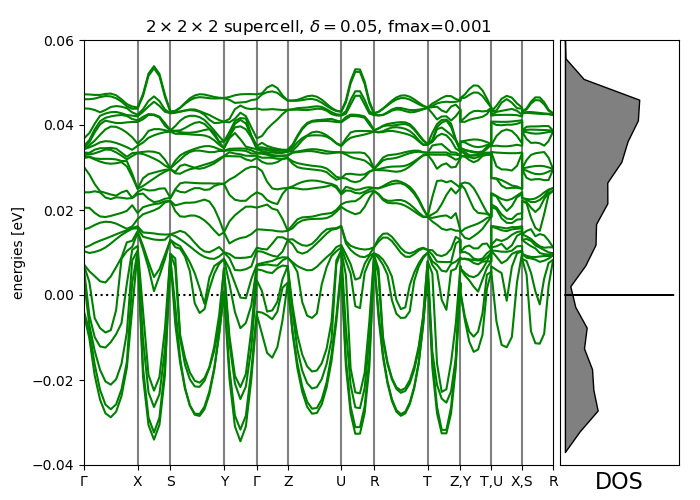 2 × 2 × 2 supercell, δ = 0.05, fmax=0.001
energies [eV]
0.06
0.04
0.02
0.00
−0.02
−0.04
Γ X S Y Γ Z U R T Z,Y T,U X,S R
DOS